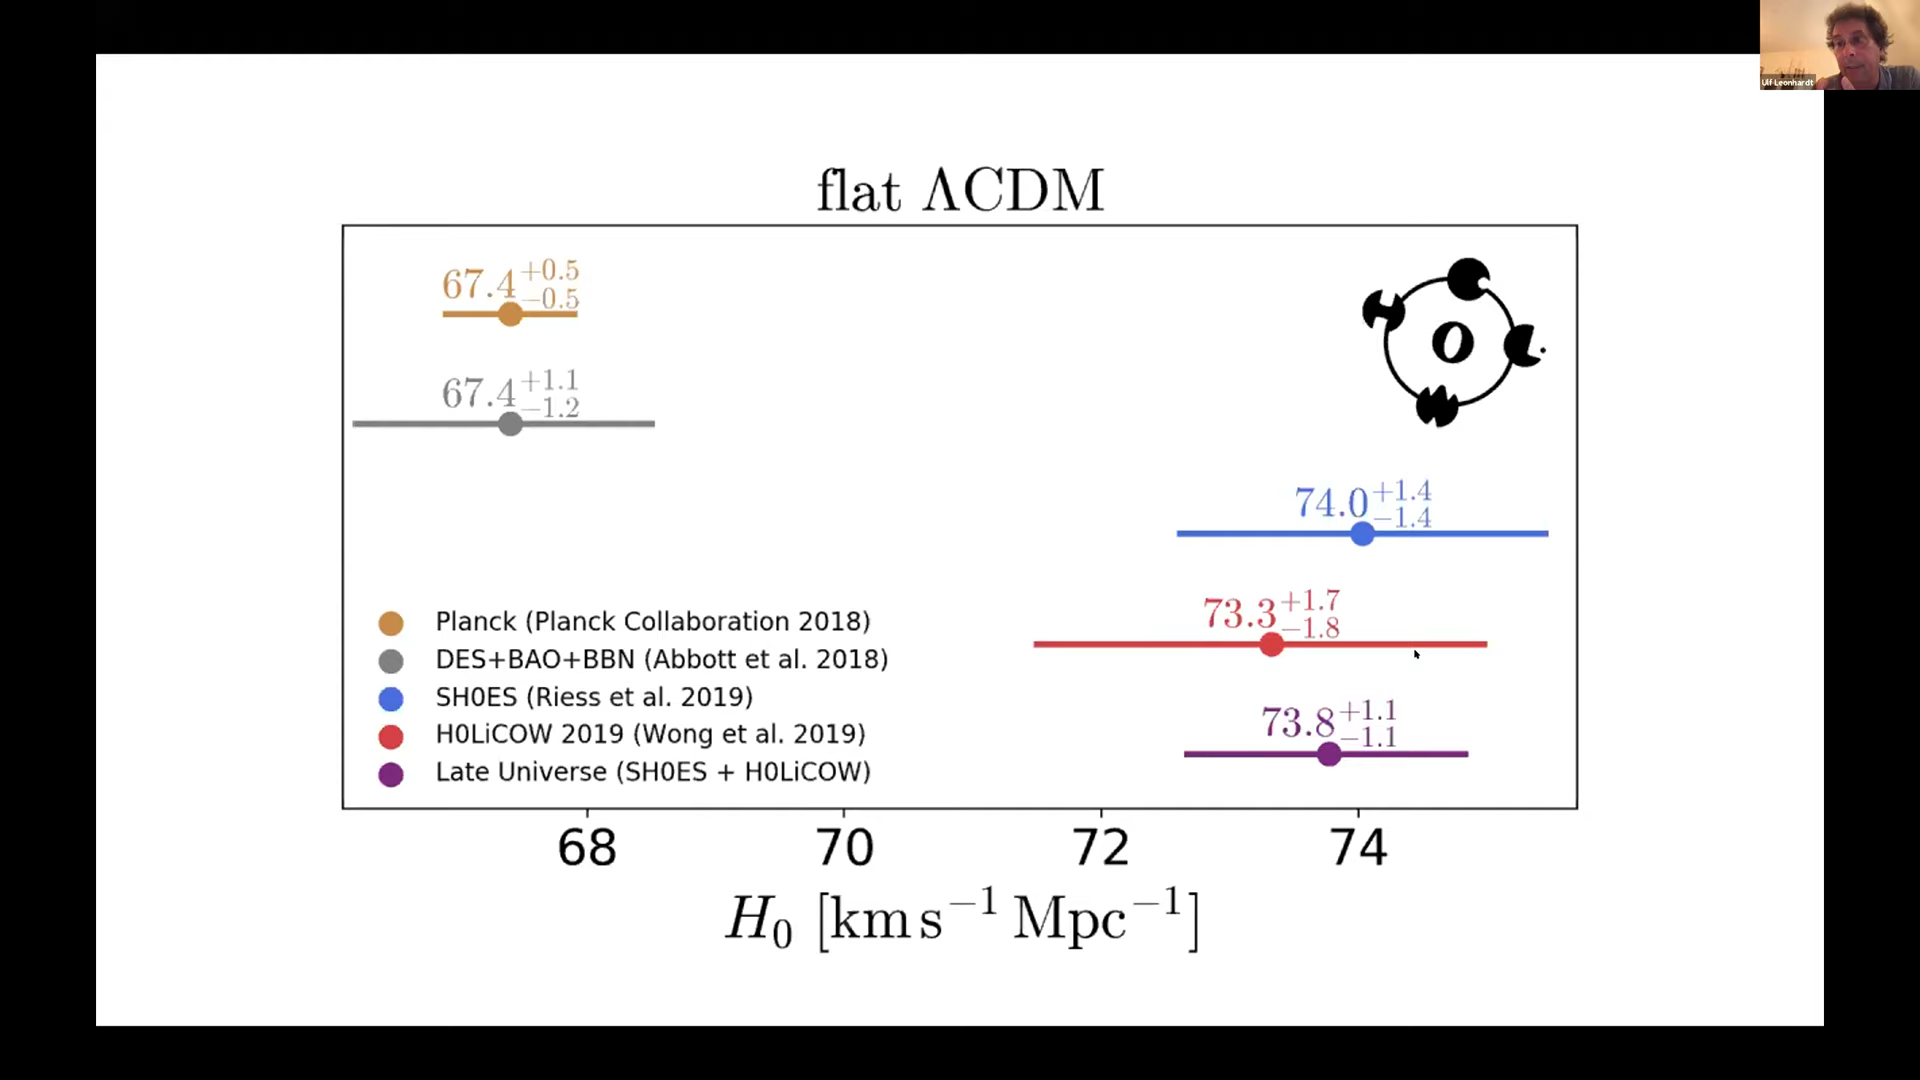 Ulf Leonhardt
flat ΛCDM
67.4+0.5−0.5
67.4+1.1−1.2
74.0+1.4−1.4
73.3+1.7−1.8
73.8+1.1−1.1
Planck (Planck Collaboration 2018)
DES+BAO+BBN (Abbott et al. 2018)
SH0ES (Riess et al. 2019)
H0LiCOW 2019 (Wong et al. 2019)
Late Universe (SH0ES + H0LiCOW)
68 70 72 74
H₀ [km s⁻¹ Mpc⁻¹]